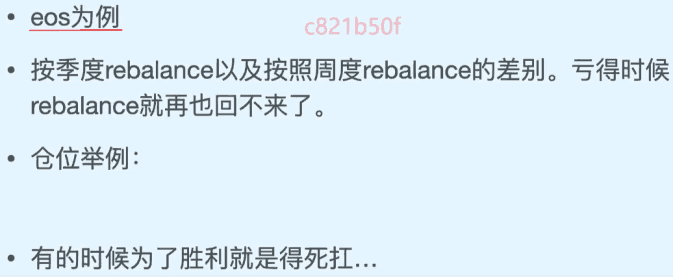 • eos为例
c821b50f
• 按季度rebalance以及按照周度rebalance的差别。亏得时候
rebalance就再也回不来了。
• 仓位举例：
• 有的时候为了胜利就是得死扛...